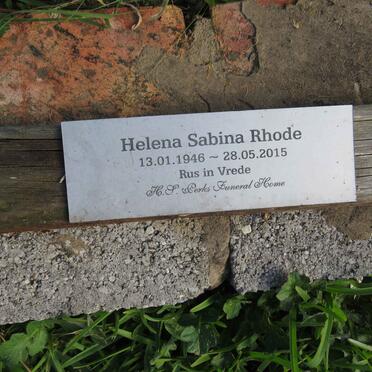 Helena Sabina Rhode
13.01.1946 ~ 28.05.2015
Rus in Vrede
H.S. Perks Funeral Home